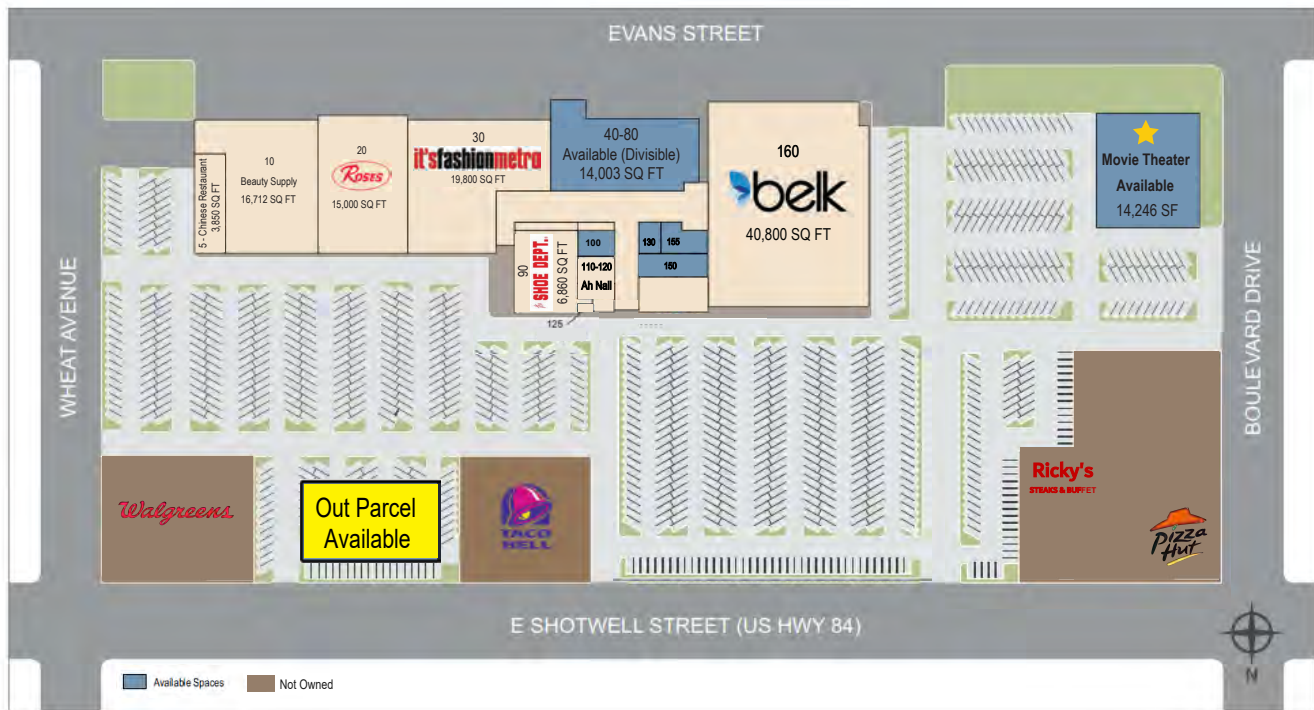 EVANS STREET
WHEAT AVENUE
5 - Chinese Restaurant
3,850 SQ FT
10
Beauty Supply
16,712 SQ FT
20
ROSES
15,000 SQ FT
30
it'sfashionmetro
19,800 SQ FT
40-80
Available (Divisible)
14,003 SQ FT
90
SHOE DEPT.
6,860 SQ FT
100
110-120
Ah Nail
125
130
155
150
160
belk
40,800 SQ FT
Movie Theater
Available
14,246 SF
BOULEVARD DRIVE
Walgreens
Out Parcel
Available
TACO
BELL
Ricky's
STEAKS & BUFFET
Pizza
Hut
E SHOTWELL STREET (US HWY 84)
N
Available Spaces
Not Owned